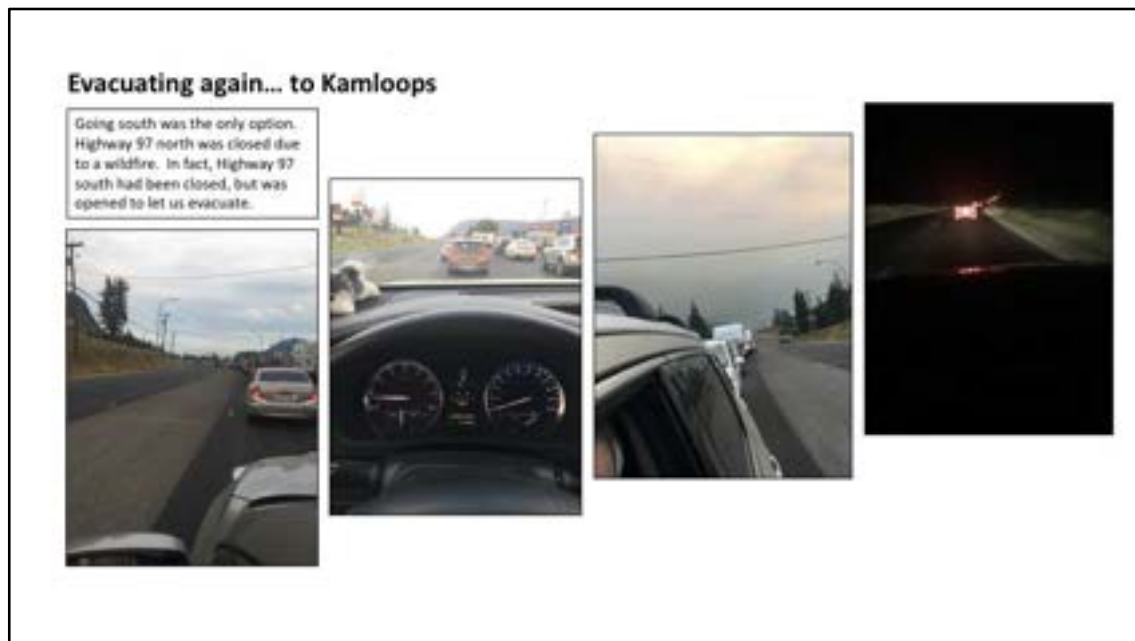 Evacuating again... to Kamloops
Going south was the only option.
Highway 97 north was closed due
to a wildfire.  In fact, Highway 97
south had been closed, but was
opened to let us evacuate.